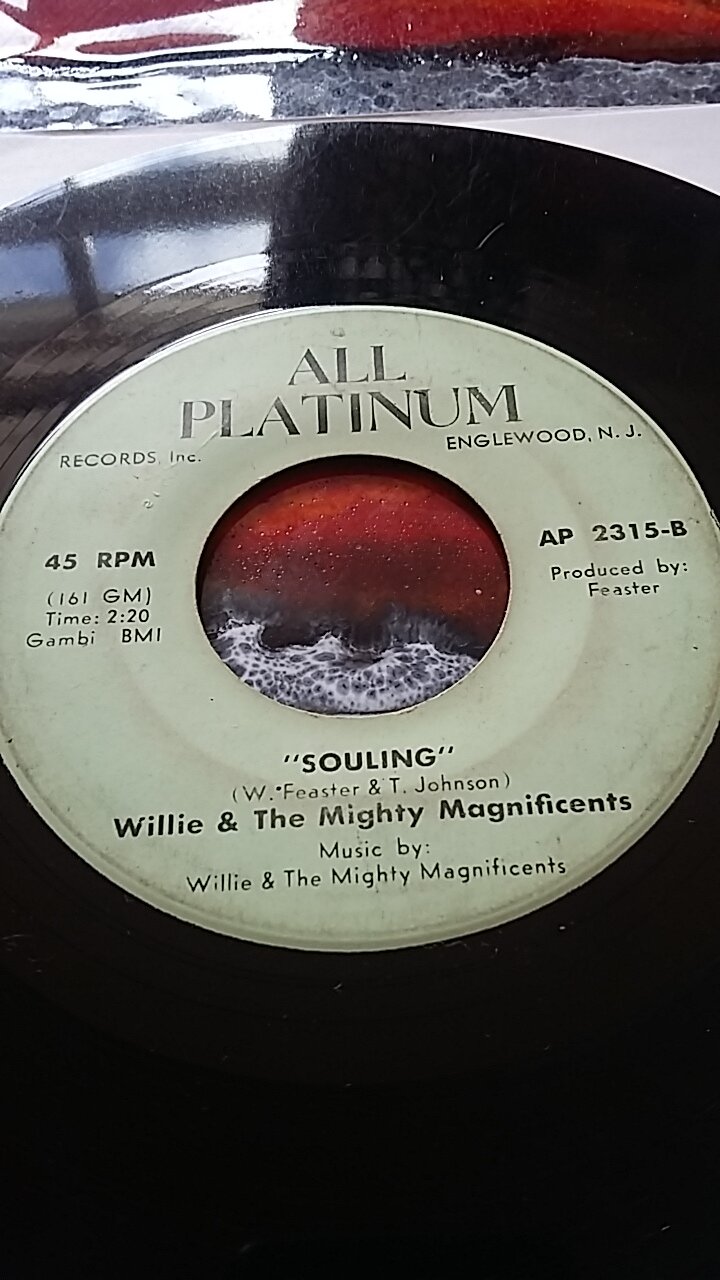 ALL
PLATINUM
RECORDS, Inc.
ENGLEWOOD, N. J.
45 RPM
(161 GM)
Time: 2:20
Gambi BMI
AP 2315-B
Produced by:
Feaster
"SOULING"
(W. Feaster & T. Johnson)
Willie & The Mighty Magnificents
Music by:
Willie & The Mighty Magnificents